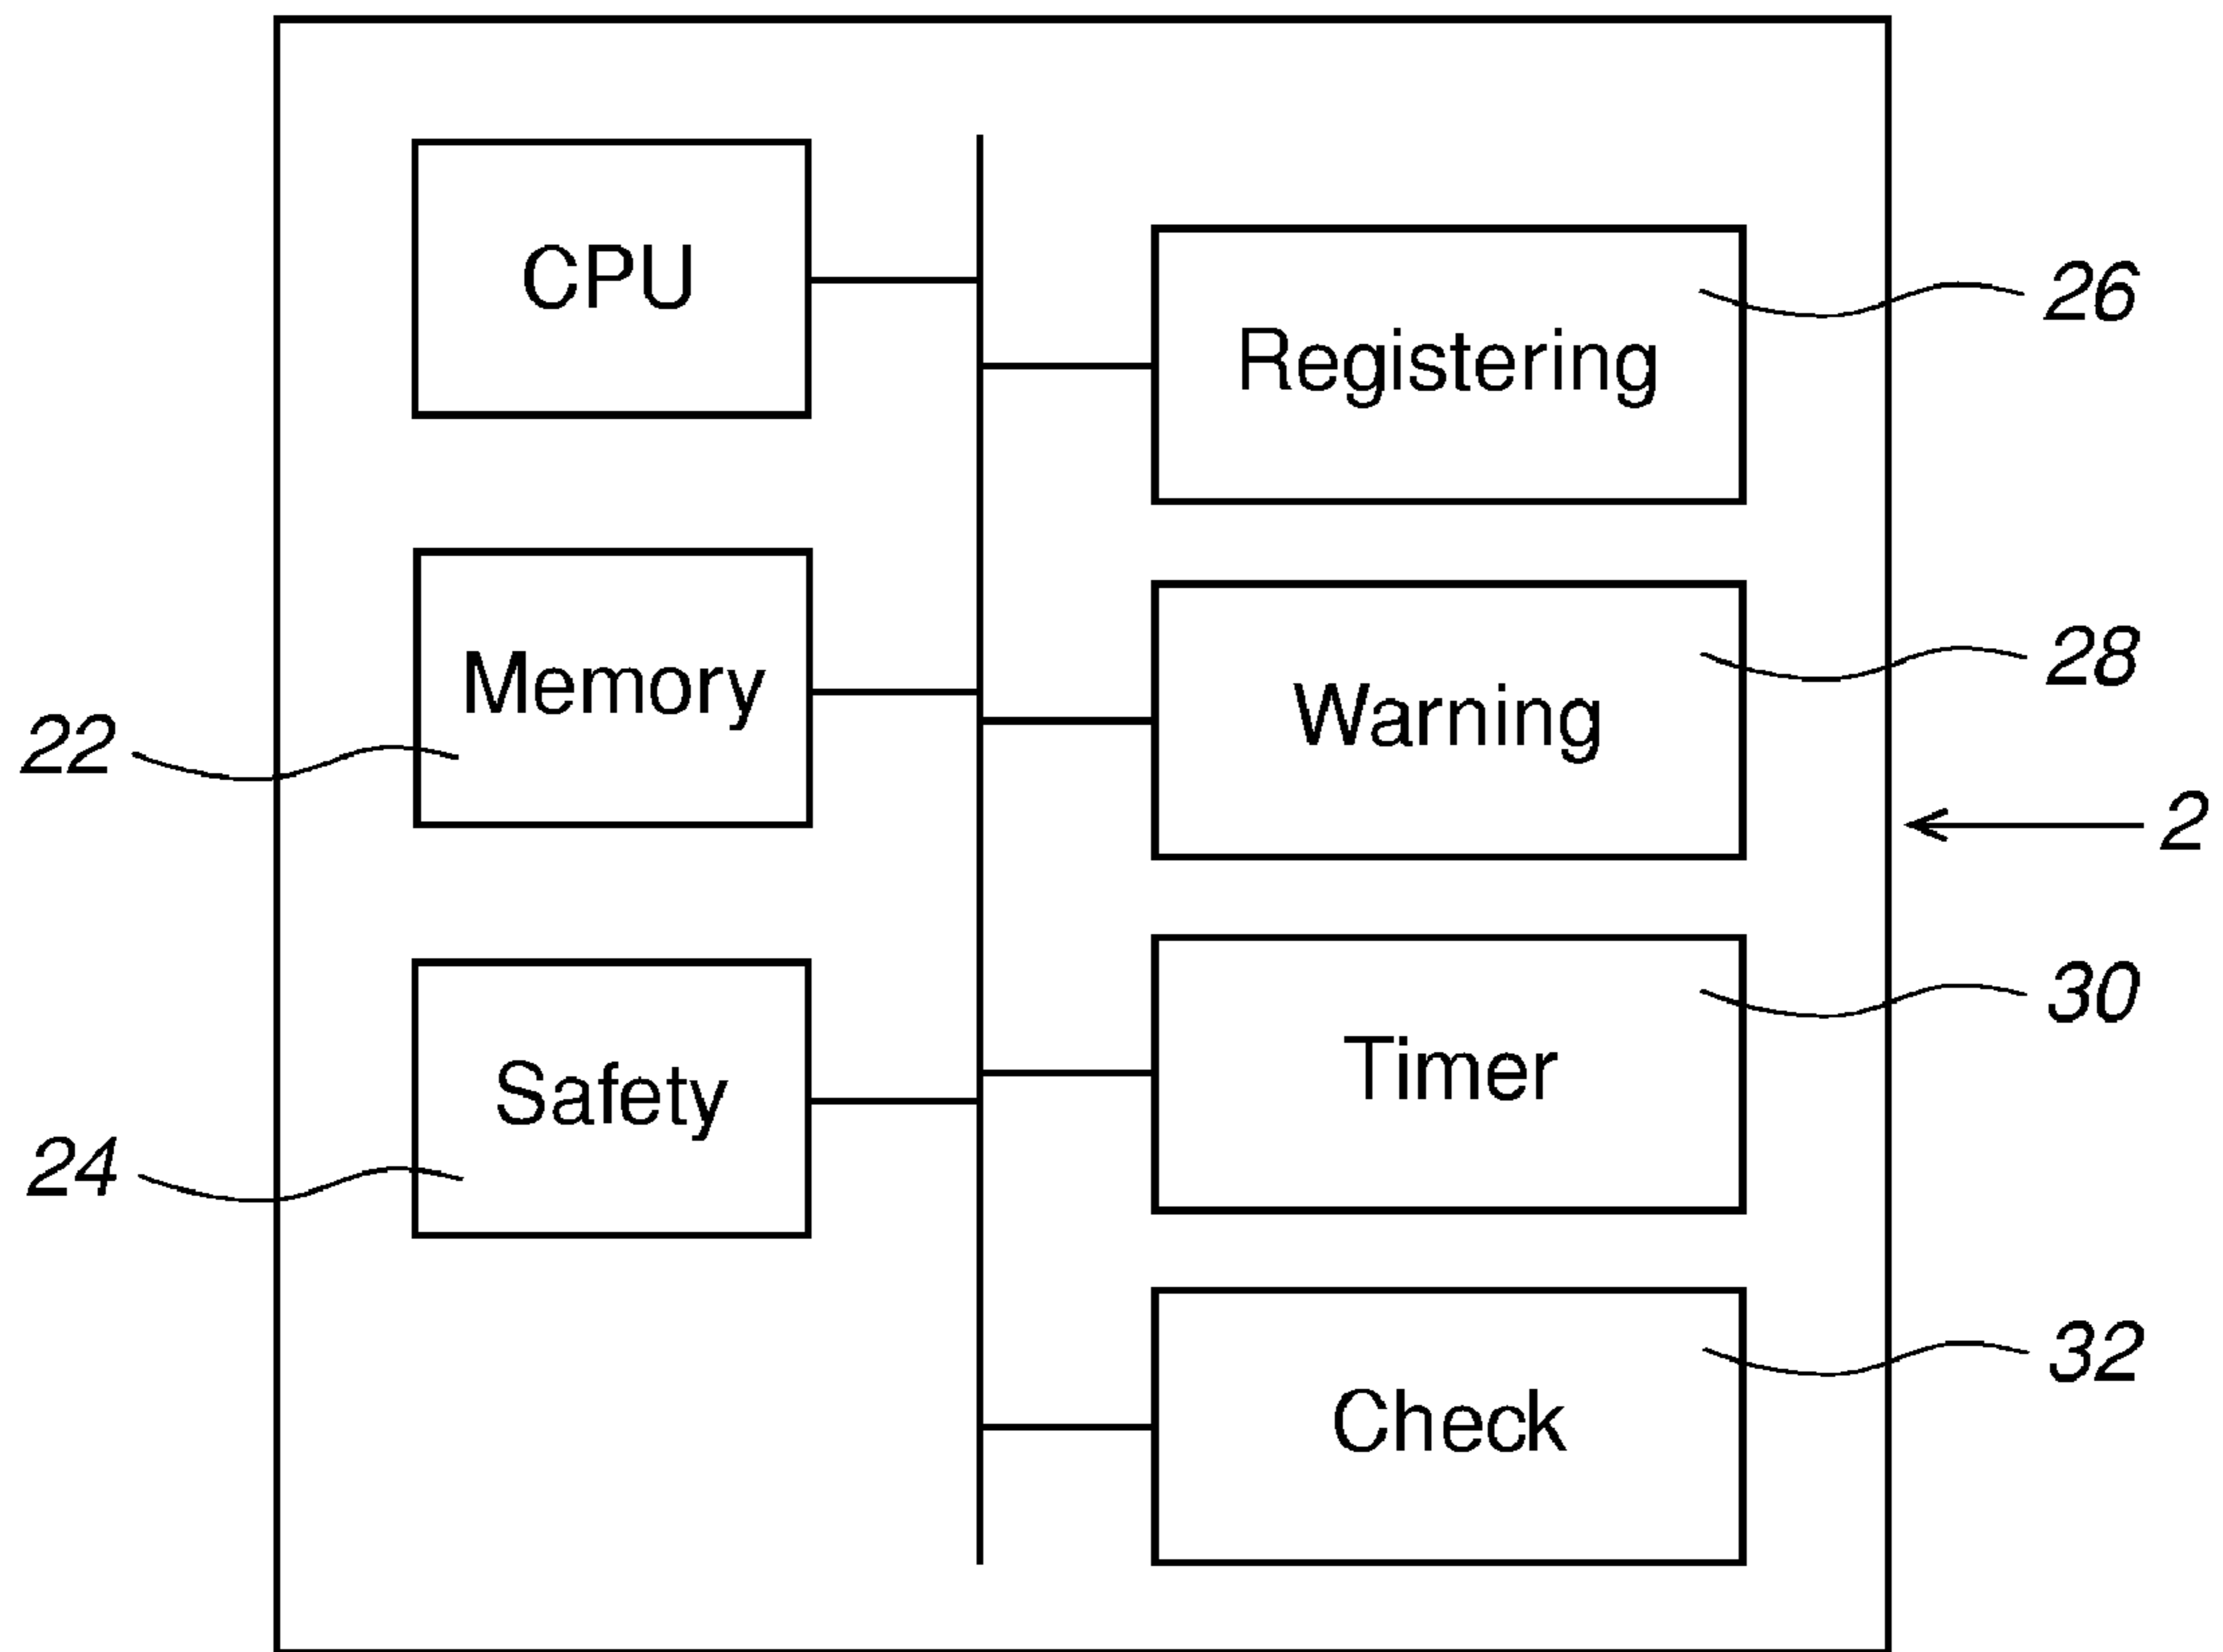 CPU
Registering
26
Memory
22
Warning
28
2
Safety
24
Timer
30
Check
32